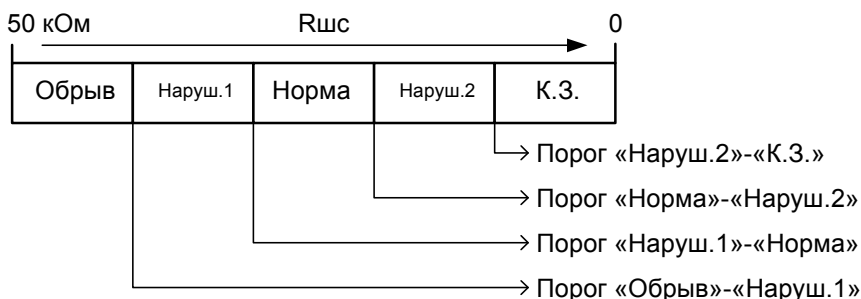 50 кОм Rшс 0
Обрыв Наруш.1 Норма Наруш.2 К.З.
Порог «Наруш.2»-«К.З.»
Порог «Норма»-«Наруш.2»
Порог «Наруш.1»-«Норма»
Порог «Обрыв»-«Наруш.1»